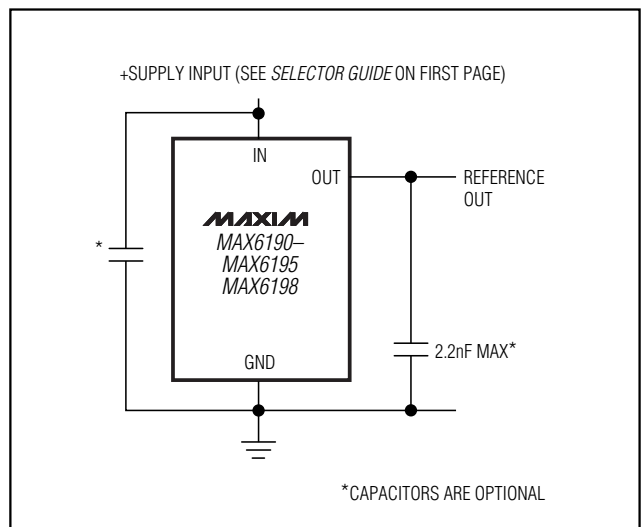 +SUPPLY INPUT (SEE SELECTOR GUIDE ON FIRST PAGE)
IN
OUT
REFERENCE
OUT
MAXIM
MAX6190–
MAX6195
MAX6198
*
2.2nF MAX*
GND
*CAPACITORS ARE OPTIONAL